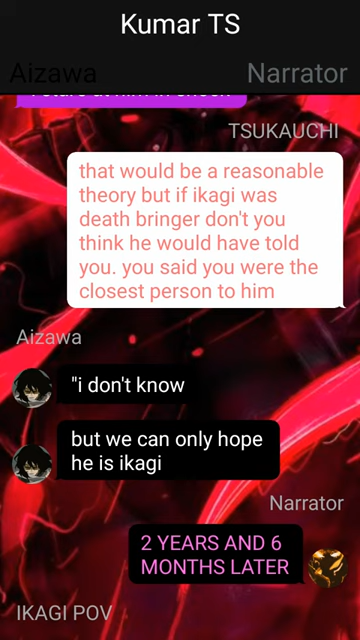 Kumar TS
Aizawa
Narrator
TSUKAUCHI
that would be a reasonable
theory but if ikagi was
death bringer don't you
think he would have told
you. you said you were the
closest person to him
Aizawa
"i don't know
but we can only hope
he is ikagi
Narrator
2 YEARS AND 6
MONTHS LATER
IKAGI POV